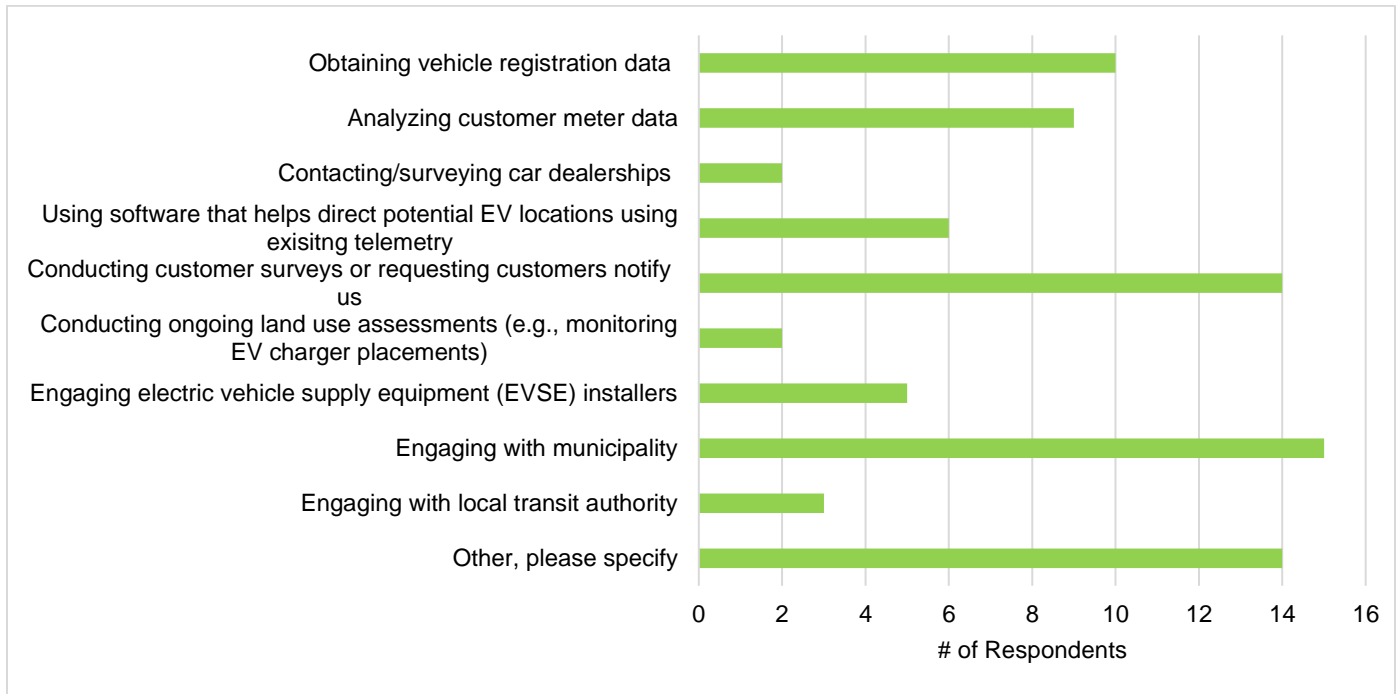 Obtaining vehicle registration data
Analyzing customer meter data
Contacting/surveying car dealerships
Using software that helps direct potential EV locations using
exisitng telemetry
Conducting customer surveys or requesting customers notify
us
Conducting ongoing land use assessments (e.g., monitoring
EV charger placements)
Engaging electric vehicle supply equipment (EVSE) installers
Engaging with municipality
Engaging with local transit authority
Other, please specify
0 2 4 6 8 10 12 14 16
# of Respondents